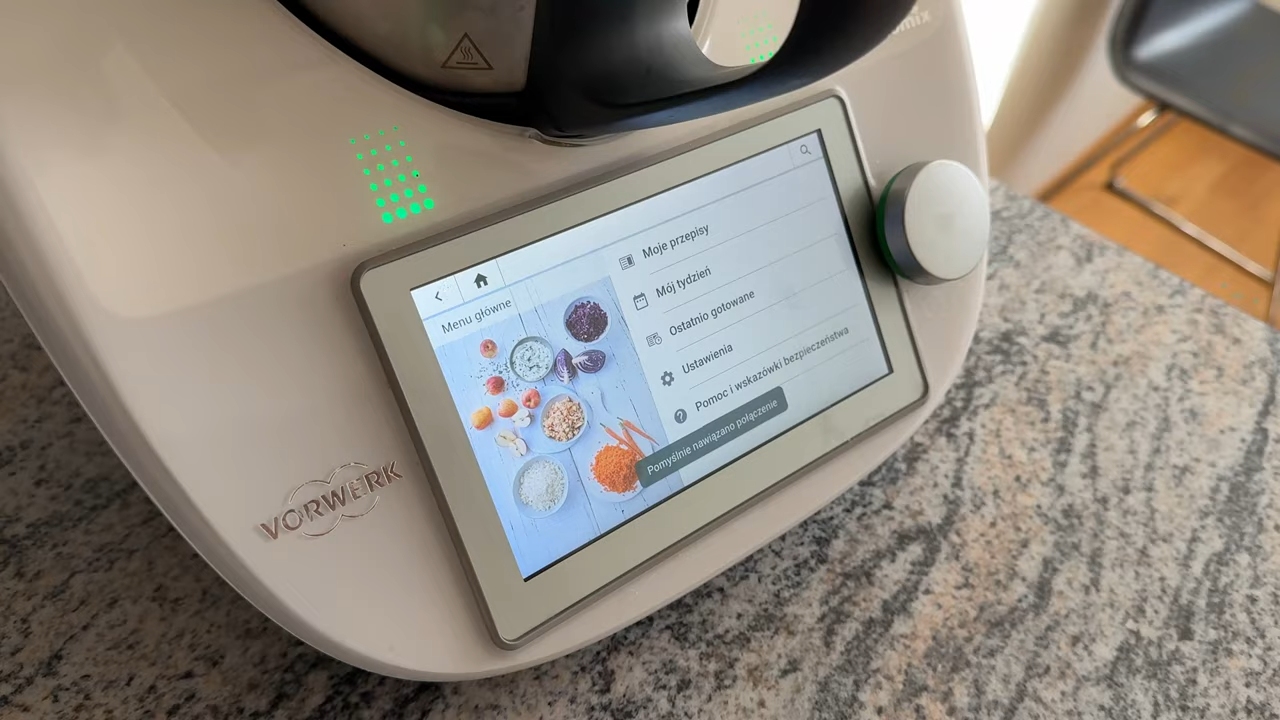 Menu główne
Moje przepisy
Mój tydzień
Ostatnio gotowane
Ustawienia
Pomoc i wskazówki bezpieczeństwa
Pomyślnie nawiązano połączenie
VORWERK